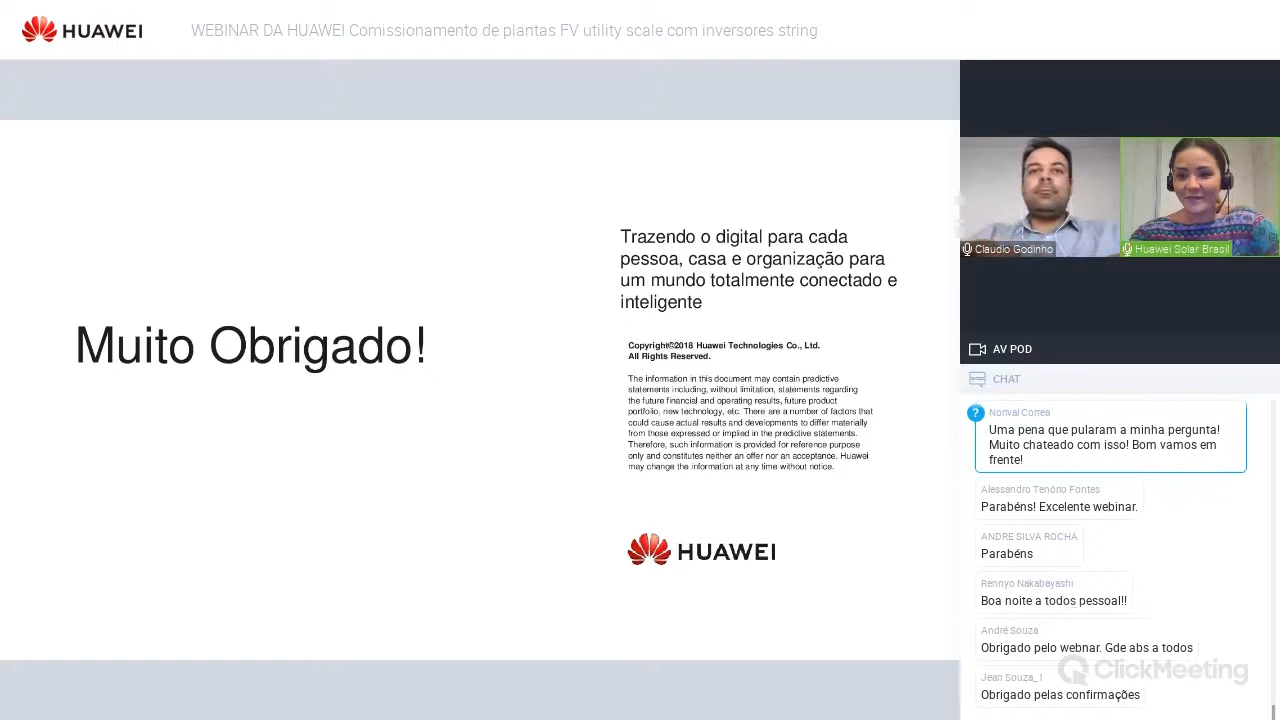 HUAWEI
WEBINAR DA HUAWEI Comissionamento de plantas FV utility scale com inversores string
Muito Obrigado!
Trazendo o digital para cada
pessoa, casa e organização para
um mundo totalmente conectado e
inteligente
Copyright©2018 Huawei Technologies Co., Ltd.
All Rights Reserved.
The information in this document may contain predictive
statements including, without limitation, statements regarding
the future financial and operating results, future product
portfolio, new technology, etc. There are a number of factors that
could cause actual results and developments to differ materially
from those expressed or implied in the predictive statements.
Therefore, such information is provided for reference purpose
only and constitutes neither an offer nor an acceptance. Huawei
may change the information at any time without notice.
HUAWEI
Claudio Godinho
Huawei Solar Brasil
AV POD
CHAT
?
Norival Correa
Uma pena que pularam a minha pergunta!
Muito chateado com isso! Bom vamos em
frente!
Alessandro Tenório Fontes
Parabéns! Excelente webinar.
ANDRE SILVA ROCHA
Parabéns
Rennyo Nakabayashi
Boa noite a todos pessoal!!
André Souza
Obrigado pelo webnar. Gde abs a todos
ClickMeeting
Jean Souza_1
Obrigado pelas confirmações